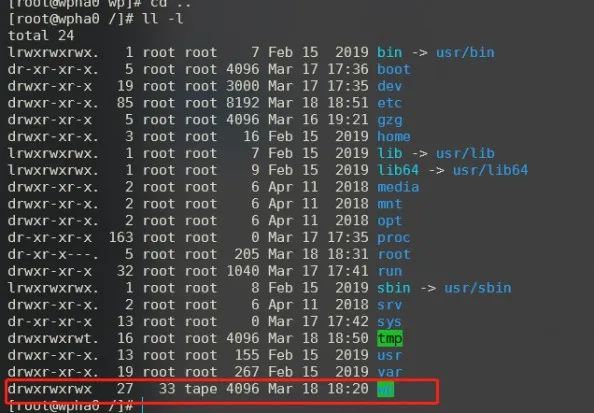 [root@wpha0 wp]# cd ..
[root@wpha0 /]# ll -l
total 24
lrwxrwxrwx.   1 root root    7 Feb 15  2019 bin -> usr/bin
dr-xr-xr-x.   5 root root 4096 Mar 17 17:36 boot
drwxr-xr-x   19 root root 3000 Mar 17 17:35 dev
drwxr-xr-x.  85 root root 8192 Mar 18 18:51 etc
drwxr-xr-x    5 root root 4096 Mar 16 19:21 gzg
drwxr-xr-x.   3 root root   16 Feb 15  2019 home
lrwxrwxrwx.   1 root root    7 Feb 15  2019 lib -> usr/lib
lrwxrwxrwx.   1 root root    9 Feb 15  2019 lib64 -> usr/lib64
drwxr-xr-x.   2 root root    6 Apr 11  2018 media
drwxr-xr-x.   2 root root    6 Apr 11  2018 mnt
drwxr-xr-x.   2 root root    6 Apr 11  2018 opt
dr-xr-xr-x  163 root root    0 Mar 17 17:35 proc
dr-xr-x---.   5 root root  205 Mar 18 18:31 root
drwxr-xr-x   32 root root 1040 Mar 17 17:41 run
lrwxrwxrwx.   1 root root    8 Feb 15  2019 sbin -> usr/sbin
drwxr-xr-x.   2 root root    6 Apr 11  2018 srv
dr-xr-xr-x   13 root root    0 Mar 17 17:42 sys
drwxrwxrwt.  16 root root 4096 Mar 18 18:50 tmp
drwxr-xr-x.  13 root root  155 Feb 15  2019 usr
drwxr-xr-x.  19 root root  267 Feb 15  2019 var
drwxrwxrwx   27   33 tape 4096 Mar 18 18:20 wp
[root@wpha0 /]#